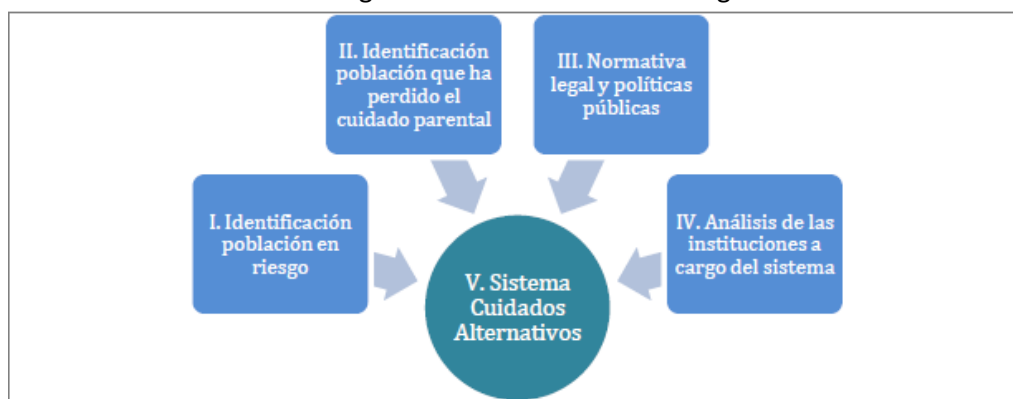 I. Identificación
población en
riesgo
II. Identificación
población que ha
perdido el
cuidado parental
III. Normativa
legal y políticas
públicas
IV. Análisis de las
instituciones a
cargo del sistema
V. Sistema
Cuidados
Alternativos